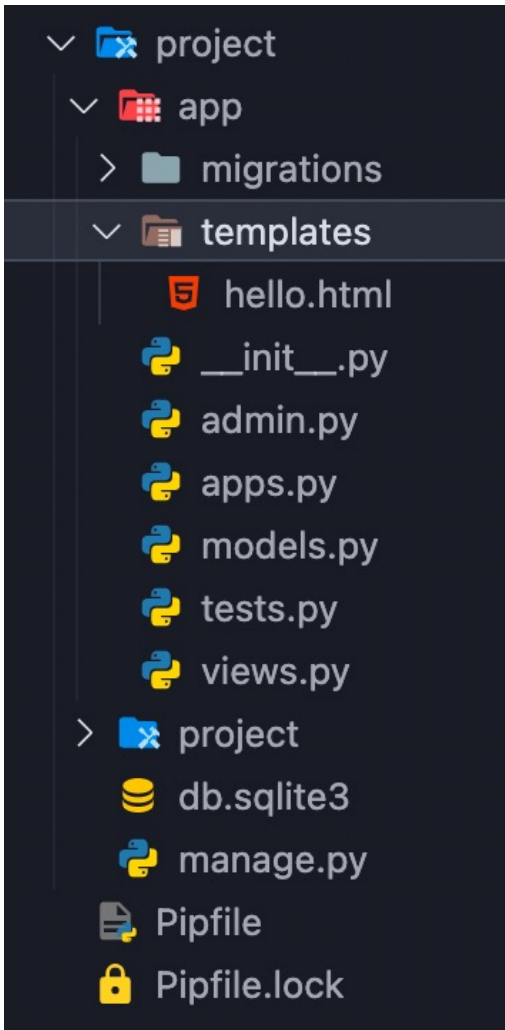 project
app
migrations
templates
hello.html
__init__.py
admin.py
apps.py
models.py
tests.py
views.py
project
db.sqlite3
manage.py
Pipfile
Pipfile.lock